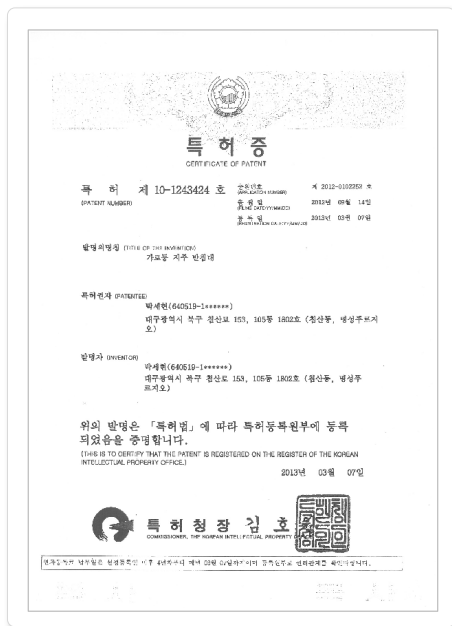 특허증
CERTIFICATE OF PATENT
특 허 제 10-1243424 호
(PATENT NUMBER)
출원번호 제 2012-0102253 호
(APPLICATION NUMBER)
출원일 2012년 09월 14일
(FILING DATE:YY/MM/DD)
등록일 2013년 03월 07일
(REGISTRATION DATE:YY/MM/DD)
발명의명칭 (TITLE OF THE INVENTION)
가로등 지주 받침대
특허권자 (PATENTEE)
박세현(640519-1******)
대구광역시 북구 침산로 153, 105동 1802호 (침산동, 명성푸르지
오)
발명자 (INVENTOR)
박세현(640519-1******)
대구광역시 북구 침산로 153, 105동 1802호 (침산동, 명성푸
르지오)
위의 발명은 「특허법」에 따라 특허등록원부에 등록
되었음을 증명합니다.
(THIS IS TO CERTIFY THAT THE PATENT IS REGISTERED ON THE REGISTER OF THE KOREAN
INTELLECTUAL PROPERTY OFFICE.)
2013년 03월 07일
특허청장 김호
COMMISSIONER, THE KOREAN INTELLECTUAL PROPERTY